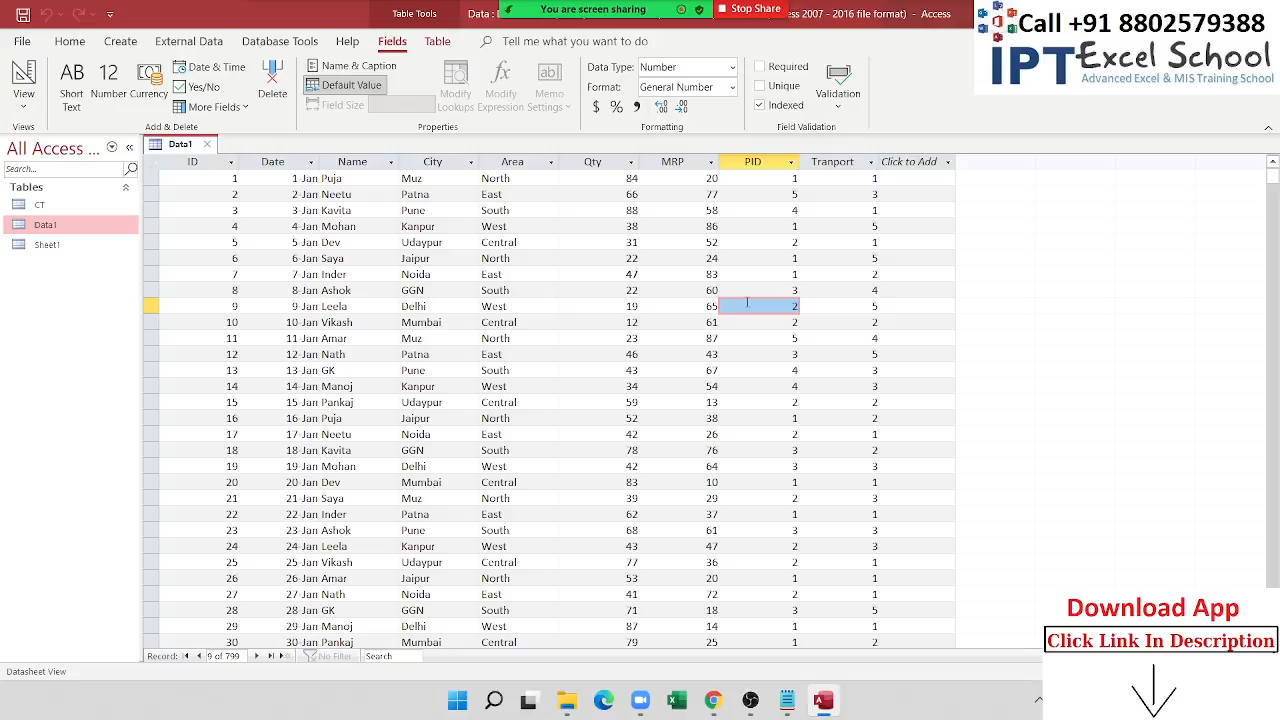 Table Tools
Data :
You are screen sharing
Stop Share
ess 2007 - 2016 file format) - Access
Call +91 8802579388
IPT Excel School
Advanced Excel & MIS Training School
File Home Create External Data Database Tools Help Fields Table Tell me what you want to do
View
Views
AB Short Text
12 Number
Currency
Date & Time
Yes/No
More Fields
Delete
Add & Delete
Name & Caption
Default Value
Field Size
Modify Lookups
fx Modify Expression
ab Memo Settings
Properties
Data Type: Number
Format: General Number
$ % ,
Formatting
Required
Unique
Indexed
Validation
Field Validation
All Access ...
Search...
Tables
CT
Data1
Sheet1
Data1
ID Date Name City Area Qty MRP PID Tranport Click to Add
1 1-Jan Puja Muz North 84 20 1 1
2 2-Jan Neetu Patna East 66 77 5 3
3 3-Jan Kavita Pune South 88 58 4 1
4 4-Jan Mohan Kanpur West 38 86 1 5
5 5-Jan Dev Udaypur Central 31 52 2 1
6 6-Jan Saya Jaipur North 22 24 1 5
7 7-Jan Inder Noida East 47 83 1 2
8 8-Jan Ashok GGN South 22 60 3 4
9 9-Jan Leela Delhi West 19 65 2 5
10 10-Jan Vikash Mumbai Central 12 61 2 2
11 11-Jan Amar Muz North 23 87 5 4
12 12-Jan Nath Patna East 46 43 3 5
13 13-Jan GK Pune South 43 67 4 3
14 14-Jan Manoj Kanpur West 34 54 4 3
15 15-Jan Pankaj Udaypur Central 59 13 2 2
16 16-Jan Puja Jaipur North 52 38 1 2
17 17-Jan Neetu Noida East 42 26 2 1
18 18-Jan Kavita GGN South 78 76 3 2
19 19-Jan Mohan Delhi West 42 64 3 3
20 20-Jan Dev Mumbai Central 83 10 1 1
21 21-Jan Saya Muz North 39 29 2 3
22 22-Jan Inder Patna East 62 37 1 1
23 23-Jan Ashok Pune South 68 61 3 3
24 24-Jan Leela Kanpur West 43 47 2 3
25 25-Jan Vikash Udaypur Central 77 36 2 1
26 26-Jan Amar Jaipur North 53 20 1 1
27 27-Jan Nath Noida East 41 72 2 1
28 28-Jan GK GGN South 71 18 3 5
29 29-Jan Manoj Delhi West 87 14 1 1
30 30-Jan Pankaj Mumbai Central 79 25 1 2
Record: 9 of 799 No Filter Search
Datasheet View
Download App
Click Link In Description